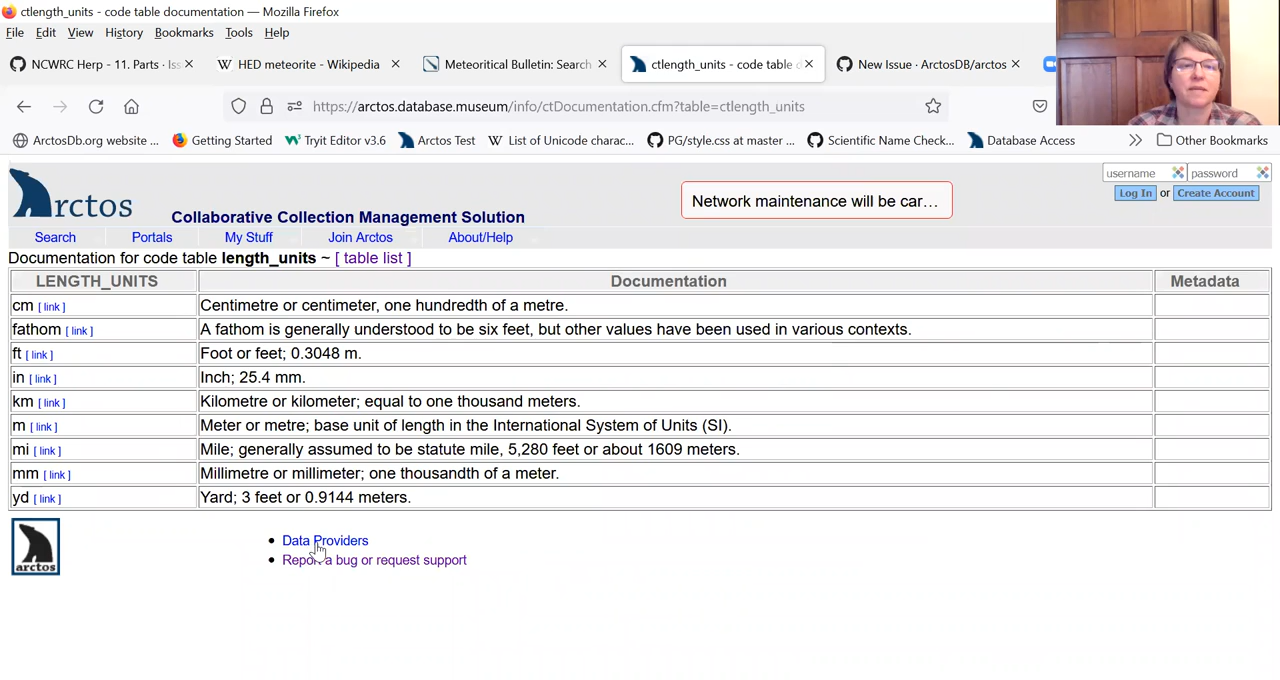 ctlength_units - code table documentation — Mozilla Firefox
File Edit View History Bookmarks Tools Help
NCWRC Herp - 11. Parts · Iss
HED meteorite - Wikipedia
Meteoritical Bulletin: Search
ctlength_units - code table
New Issue · ArctosDB/arctos
https://arctos.database.museum/info/ctDocumentation.cfm?table=ctlength_units
ArctosDb.org website ... Getting Started Tryit Editor v3.6 Arctos Test List of Unicode charac... PG/style.css at master ... Scientific Name Check... Database Access Other Bookmarks
username password
Log In or Create Account
Network maintenance will be car…
arctos
Collaborative Collection Management Solution
Search Portals My Stuff Join Arctos About/Help
Documentation for code table length_units ~ [ table list ]
LENGTH_UNITS Documentation Metadata
cm [ link ] Centimetre or centimeter, one hundredth of a metre.
fathom [ link ] A fathom is generally understood to be six feet, but other values have been used in various contexts.
ft [ link ] Foot or feet; 0.3048 m.
in [ link ] Inch; 25.4 mm.
km [ link ] Kilometre or kilometer; equal to one thousand meters.
m [ link ] Meter or metre; base unit of length in the International System of Units (SI).
mi [ link ] Mile; generally assumed to be statute mile, 5,280 feet or about 1609 meters.
mm [ link ] Millimetre or millimeter; one thousandth of a meter.
yd [ link ] Yard; 3 feet or 0.9144 meters.
arctos
Data Providers
Report a bug or request support